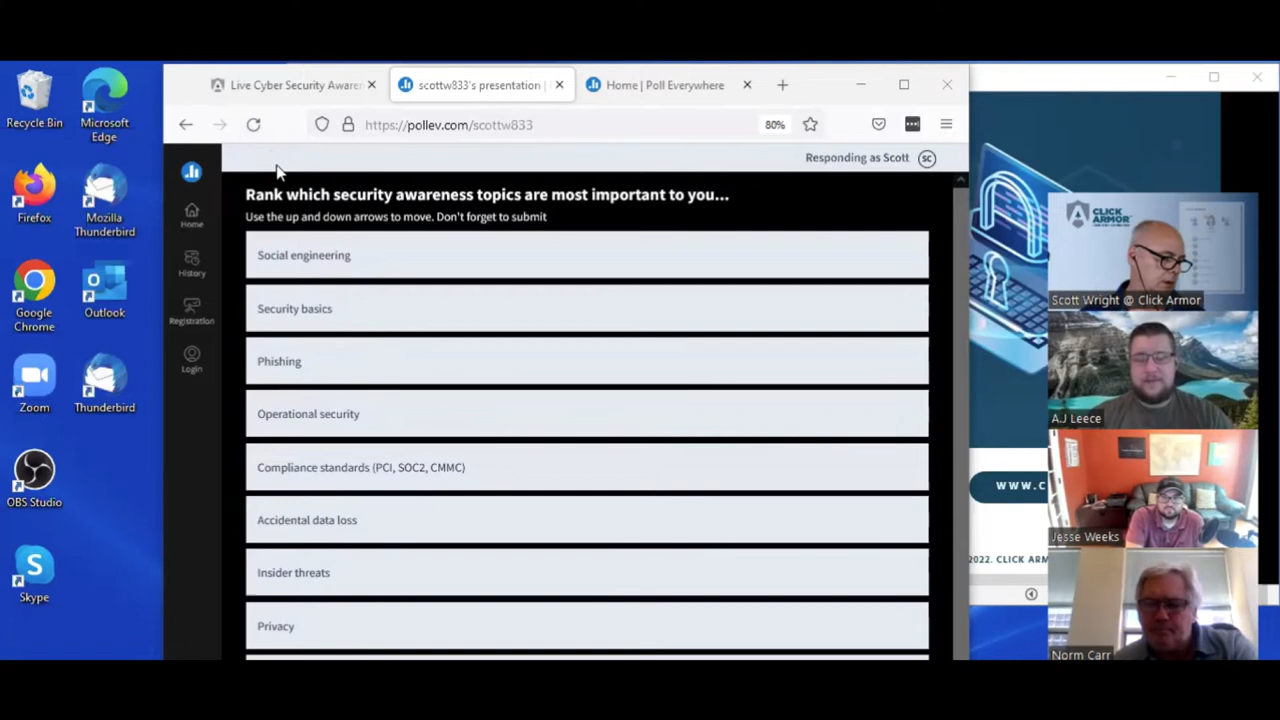 Recycle Bin
Microsoft
Edge
Firefox
Mozilla
Thunderbird
Google
Chrome
Outlook
Zoom
Thunderbird
OBS Studio
Skype
Live Cyber Security Awarer
scottw833's presentation |
Home | Poll Everywhere
https://pollev.com/scottw833
80%
Responding as Scott
SC
Home
History
Registration
Login
Rank which security awareness topics are most important to you...
Use the up and down arrows to move. Don't forget to submit
Social engineering
Security basics
Phishing
Operational security
Compliance standards (PCI, SOC2, CMMC)
Accidental data loss
Insider threats
Privacy
WWW.C
2022. CLICK ARM
CLICK
ARMOR
Scott Wright @ Click Armor
A.J Leece
Jesse Weeks
Norm Carr